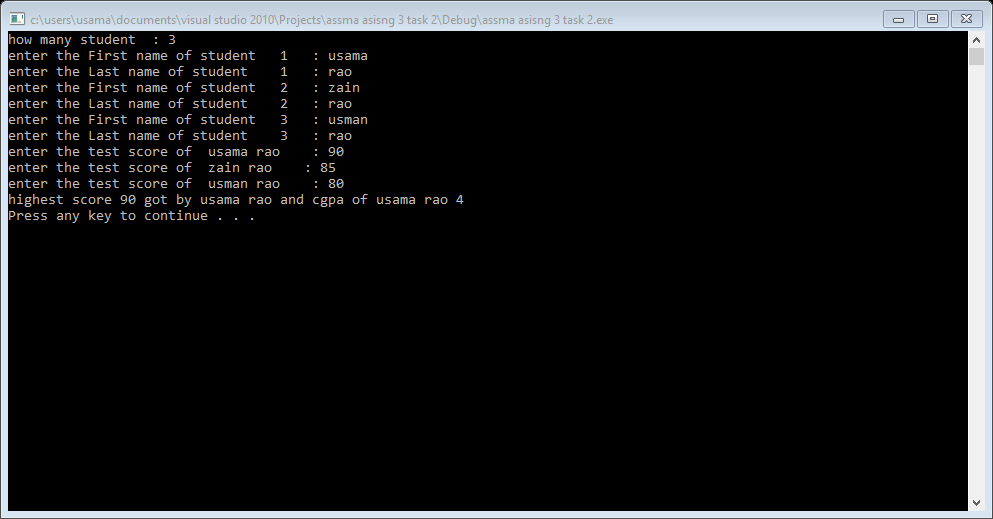 c:\users\usama\documents\visual studio 2010\Projects\assma asisng 3 task 2\Debug\assma asisng 3 task 2.exe
how many student  : 3
enter the First name of student   1   : usama
enter the Last name of student    1   : rao
enter the First name of student   2   : zain
enter the Last name of student    2   : rao
enter the First name of student   3   : usman
enter the Last name of student    3   : rao
enter the test score of  usama rao    : 90
enter the test score of  zain rao    : 85
enter the test score of  usman rao    : 80
highest score 90 got by usama rao and cgpa of usama rao 4
Press any key to continue . . .